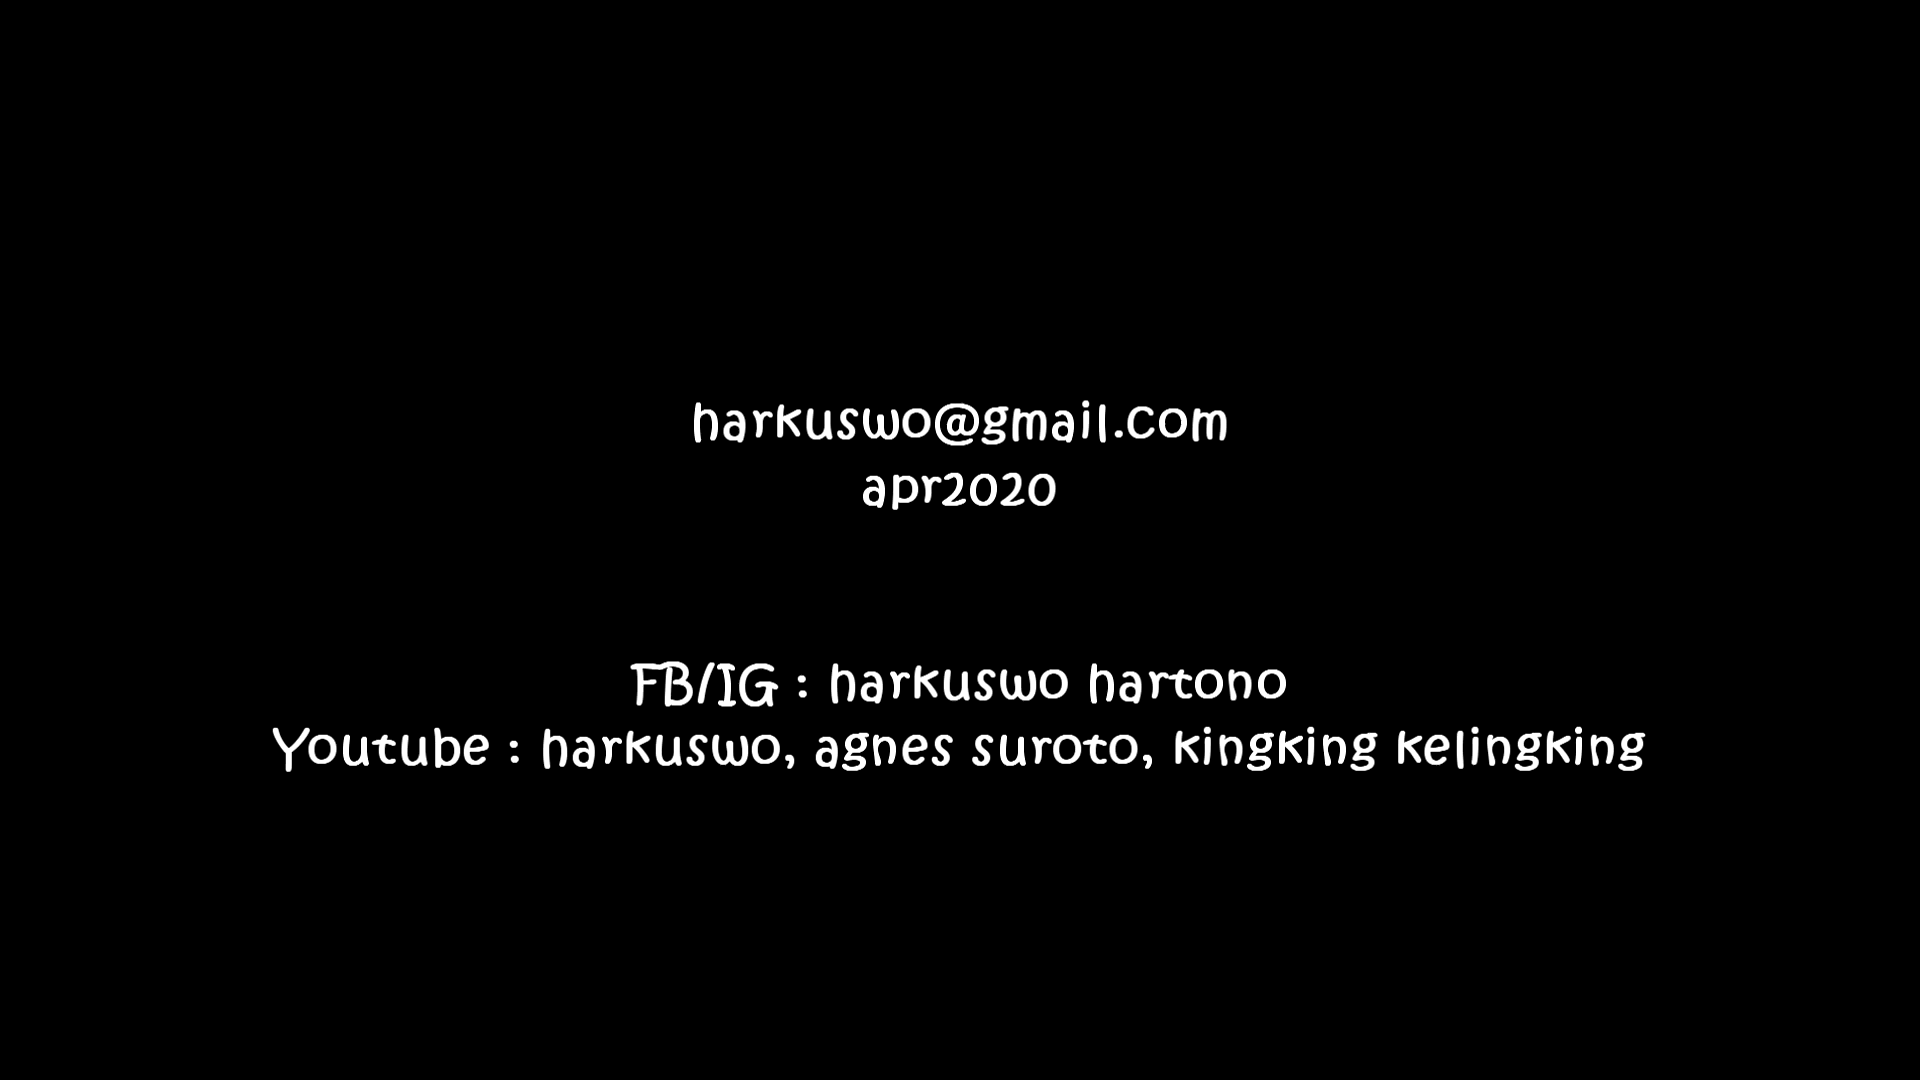 harkuswo@gmail.com
apr2020
FB/IG : harkuswo hartono
Youtube : harkuswo, agnes suroto, kingking kelingking